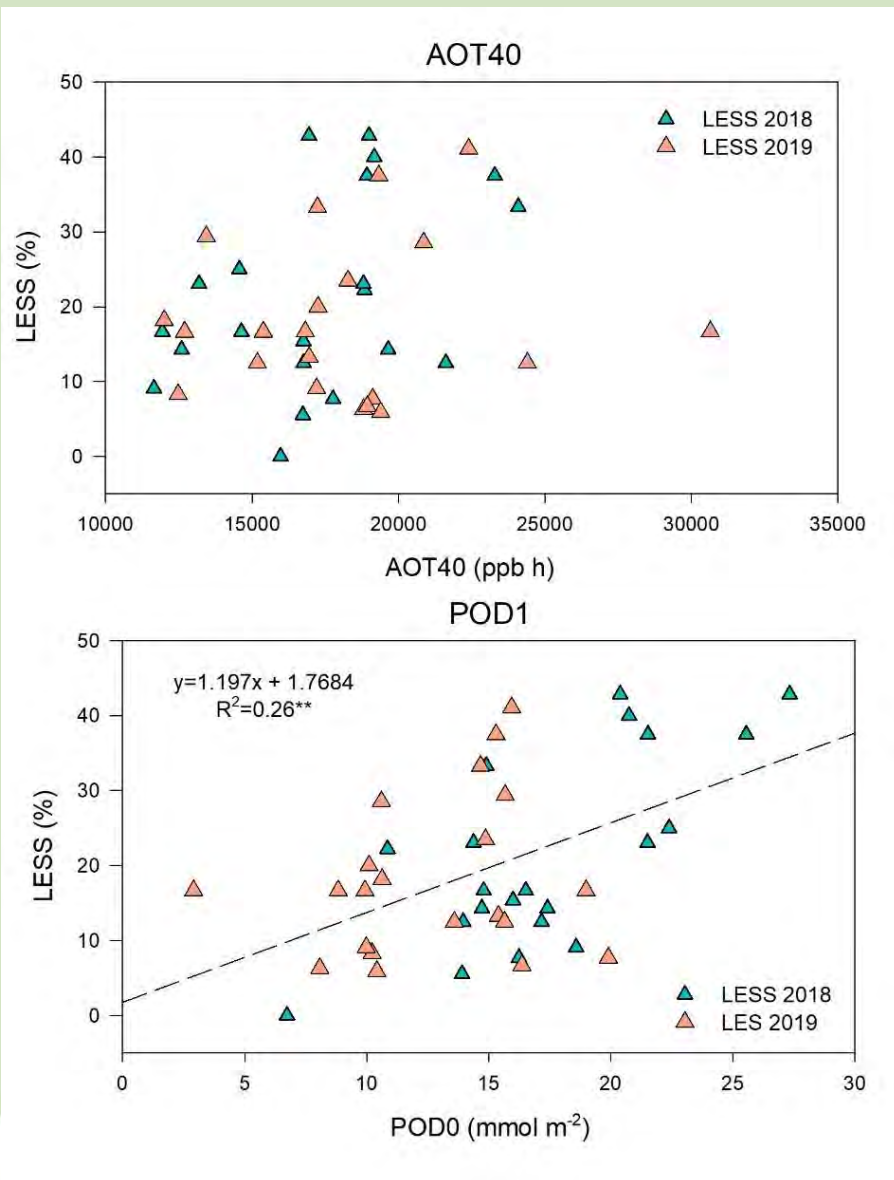 AOT40
50
40
30
20
10
0
LESS (%)
LESS 2018
LESS 2019
10000 15000 20000 25000 30000 35000
AOT40 (ppb h)
POD1
50
40
30
20
10
0
LESS (%)
y=1.197x + 1.7684
R²=0.26**
LESS 2018
LES 2019
0 5 10 15 20 25 30
POD0 (mmol m⁻²)